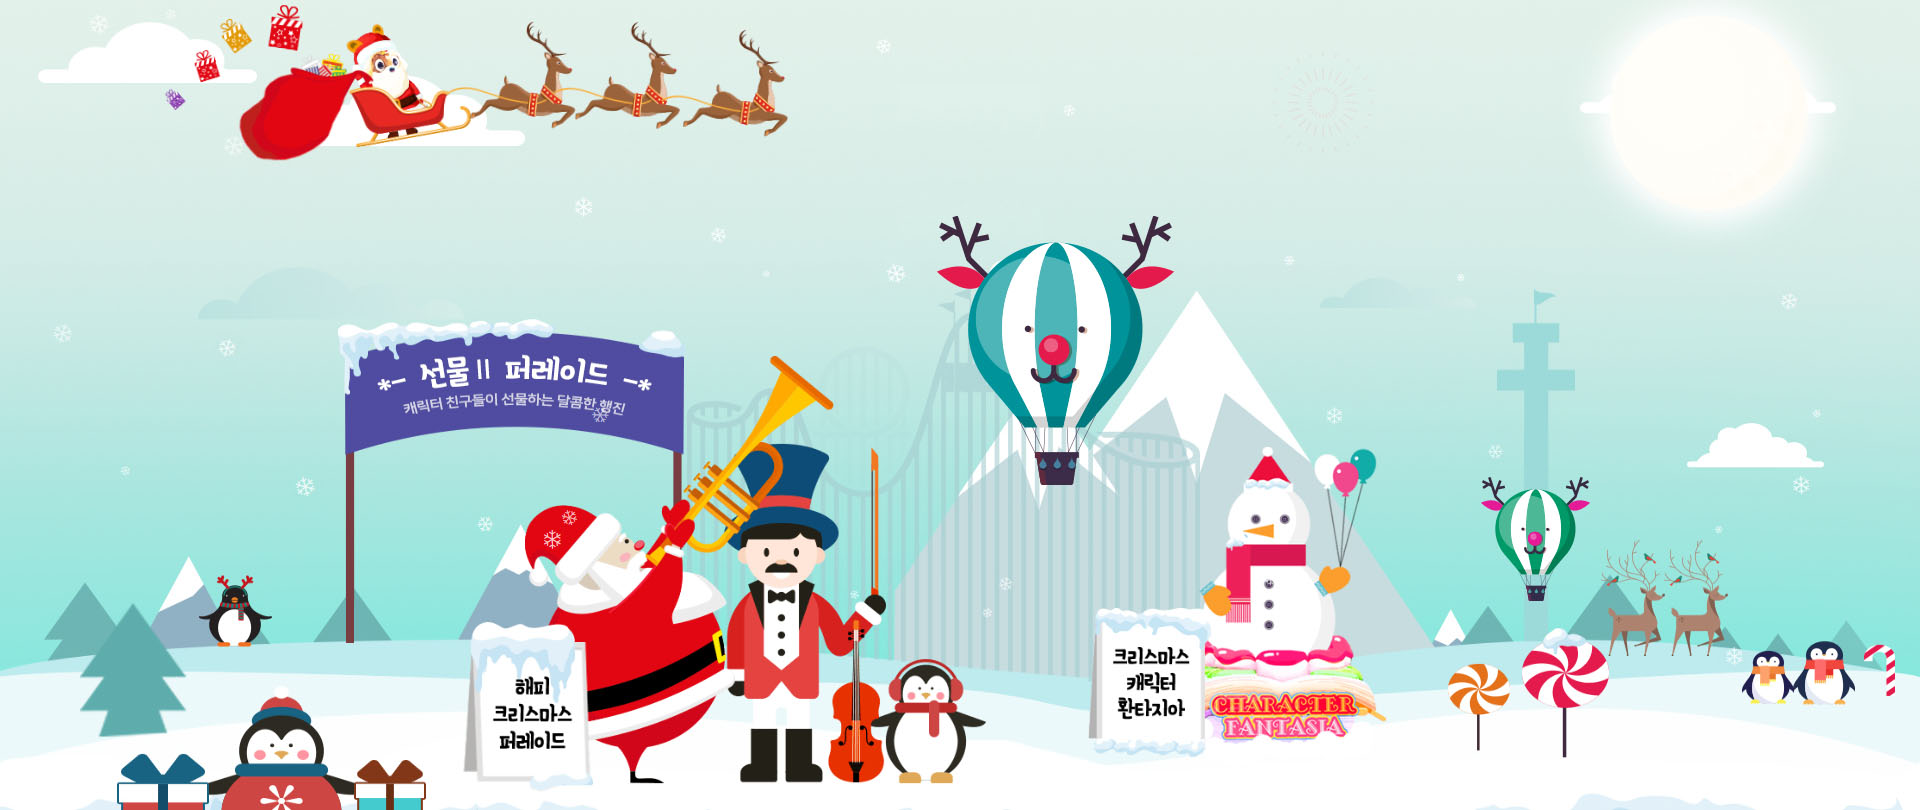 *– 선물|| 퍼레이드 –*
캐릭터 친구들이 선물하는 달콤한 행진
해피
크리스마스
퍼레이드
크리스마스
캐릭터
환타지아
CHARACTER
FANTASIA